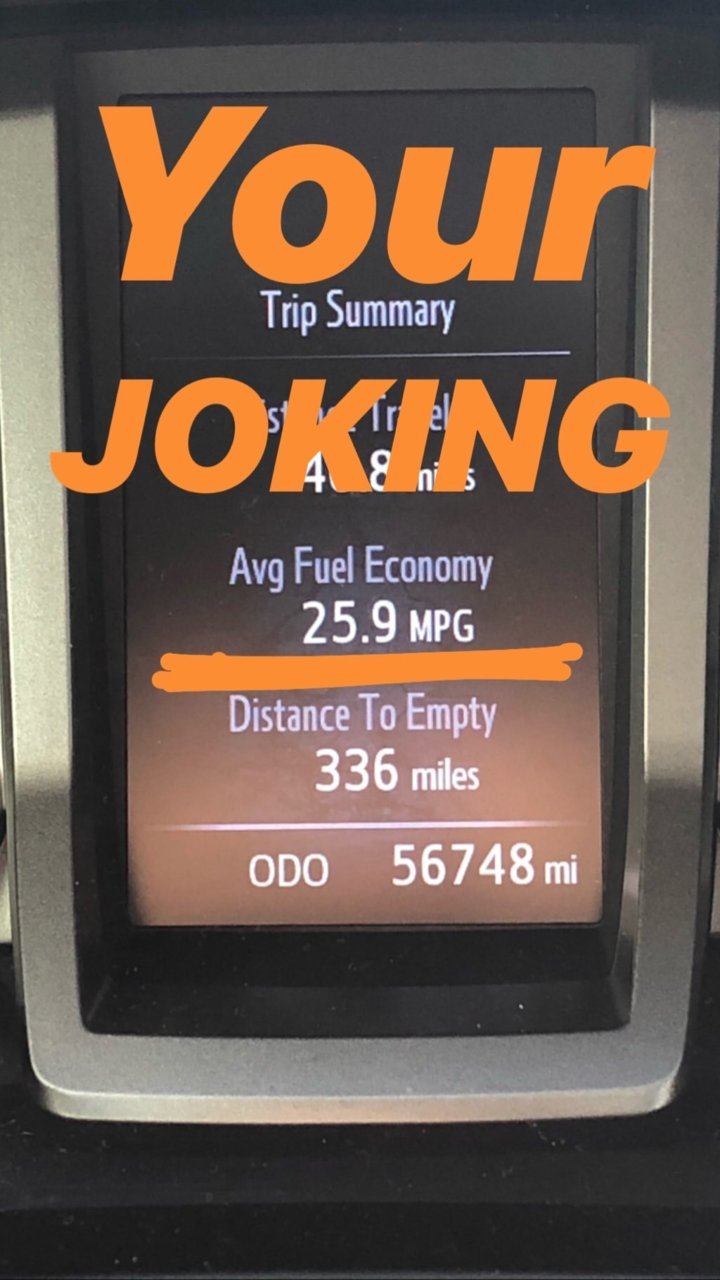 Your
Trip Summary
JOKING
Avg Fuel Economy
25.9 MPG
Distance To Empty
336 miles
ODO 56748 mi